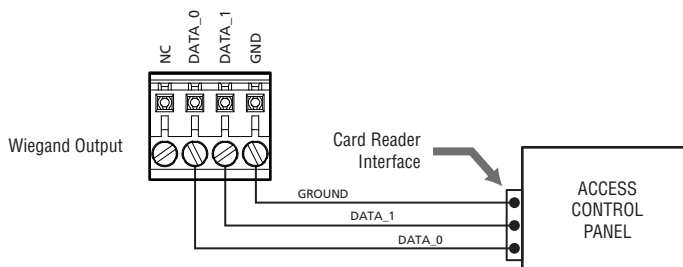 NC
DATA_0
DATA_1
GND
Wiegand Output
Card Reader
Interface
GROUND
DATA_1
DATA_0
ACCESS
CONTROL
PANEL